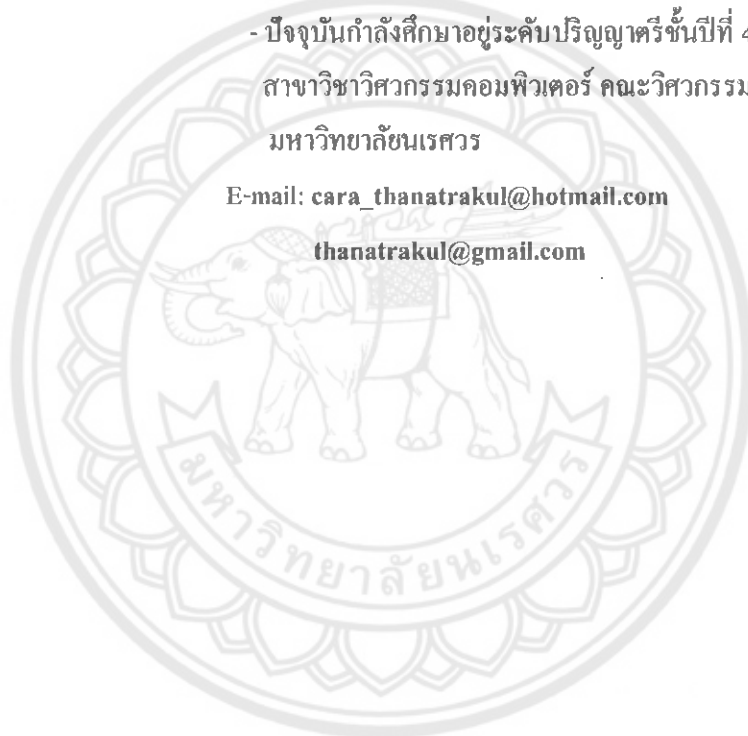 - ปัจจุบันกำลังศึกษาอยู่ระดับปริญญาตรีชั้นปีที่ 4
สาขาวิชาวิศวกรรมคอมพิวเตอร์ คณะวิศวกรรม
มหาวิทยาลัยนเรศวร
E-mail: cara_thanatrakul@hotmail.com
thanatrakul@gmail.com
มหาวิทยาลัยนเรศวร